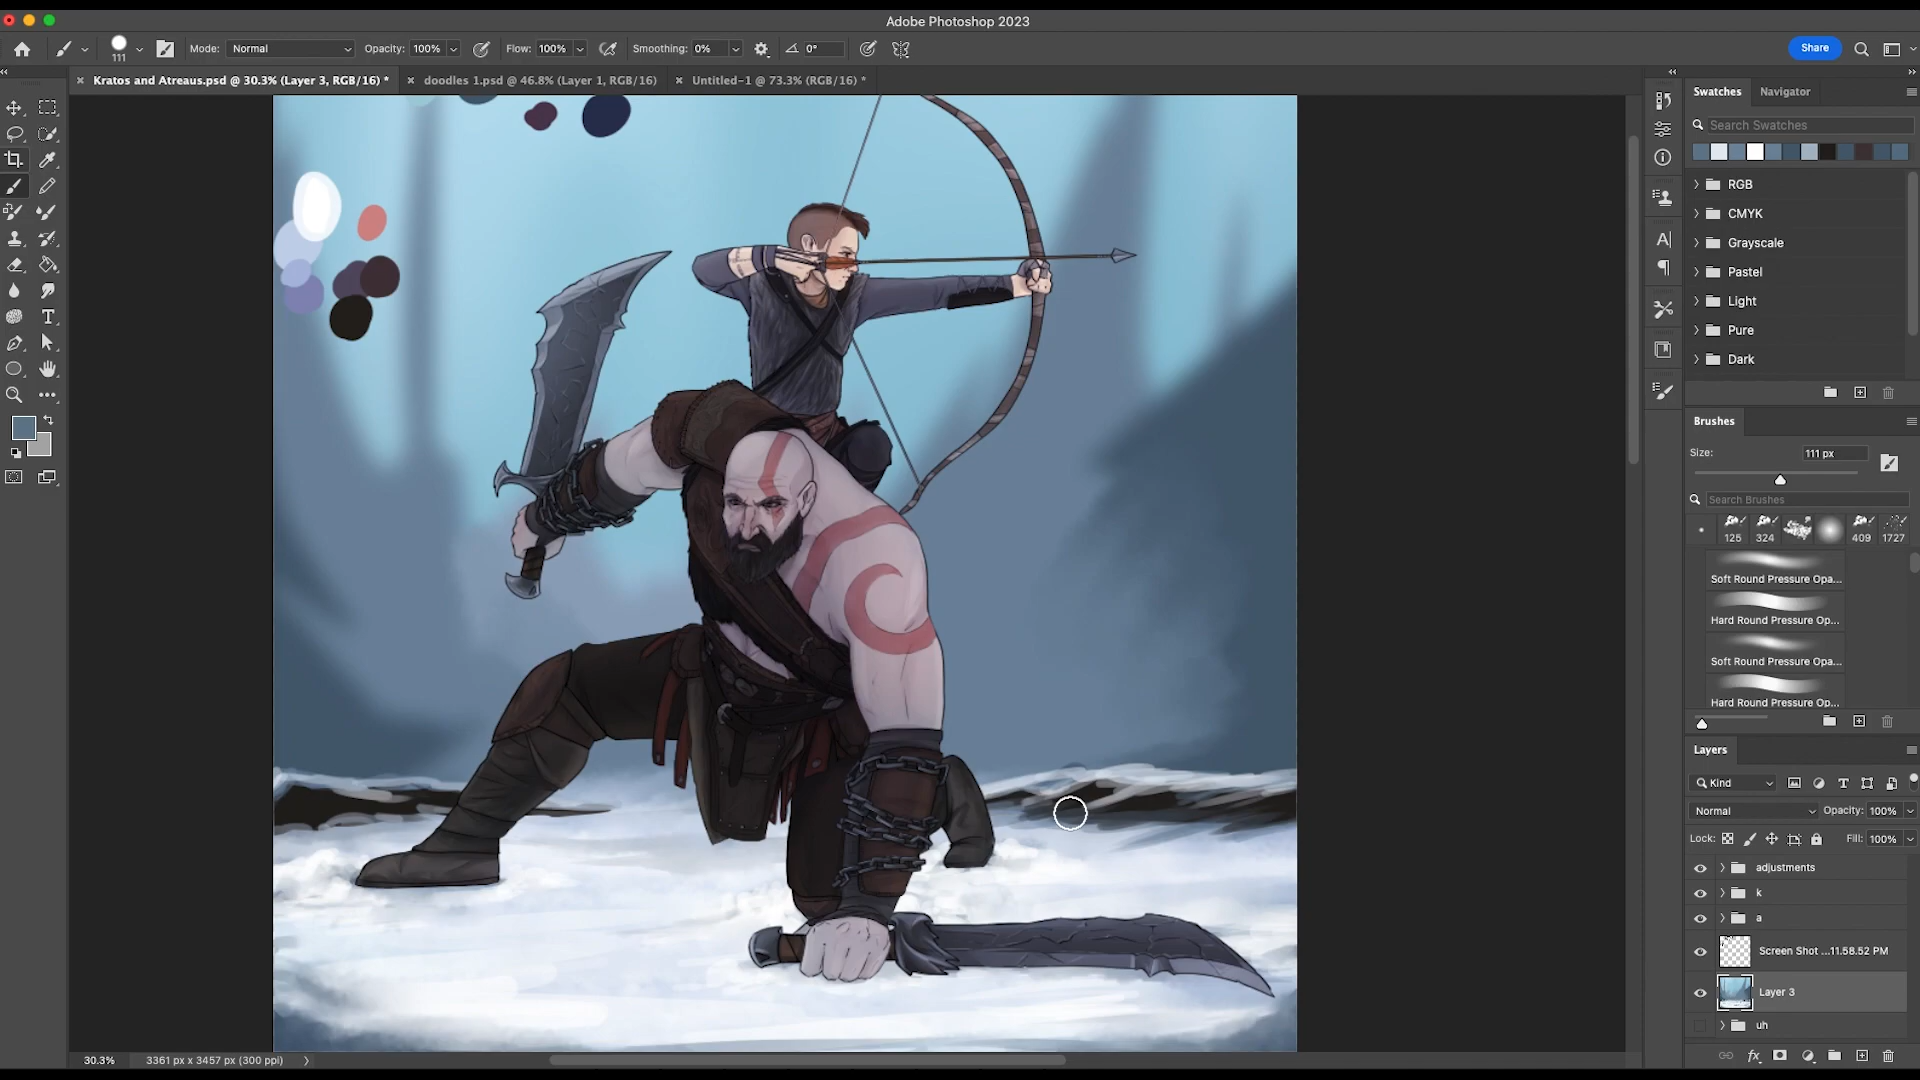 Adobe Photoshop 2023
111
Mode: Normal
Opacity: 100%
Flow: 100%
Smoothing: 0%
0°
Share
Kratos and Atreaus.psd @ 30.3% (Layer 3, RGB/16) *
doodles 1.psd @ 46.8% (Layer 1, RGB/16)
Untitled-1 @ 73.3% (RGB/16) *
Swatches
Navigator
Search Swatches
RGB
CMYK
Grayscale
Pastel
Light
Pure
Dark
Brushes
Size:
111 px
Search Brushes
125
324
409
1727
Soft Round Pressure Opa...
Hard Round Pressure Op...
Soft Round Pressure Opa...
Hard Round Pressure Op...
Layers
Kind
Normal
Opacity: 100%
Lock:
Fill: 100%
adjustments
k
a
Screen Shot ...11.58.52 PM
Layer 3
uh
fx
30.3%
3361 px x 3457 px (300 ppi)